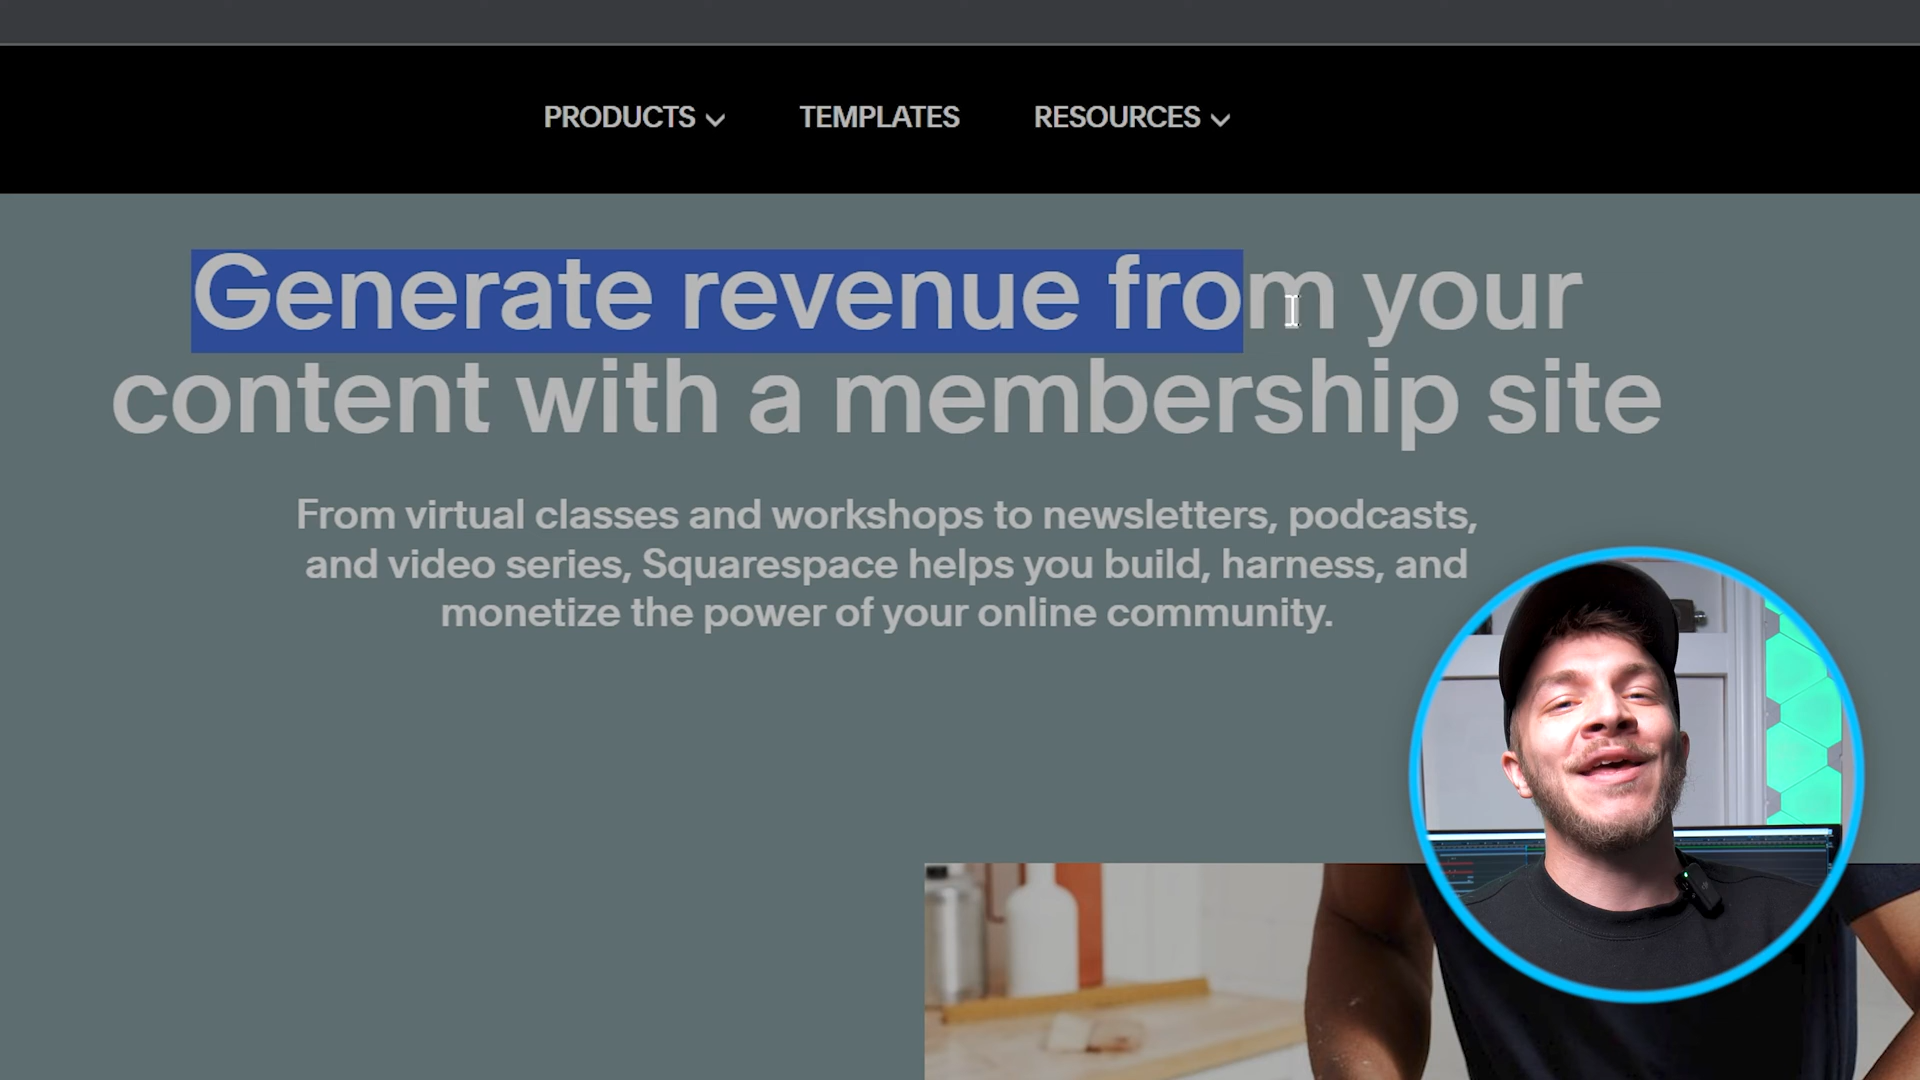 PRODUCTS TEMPLATES RESOURCES
Generate revenue from your
content with a membership site
From virtual classes and workshops to newsletters, podcasts,
and video series, Squarespace helps you build, harness, and
monetize the power of your online community.